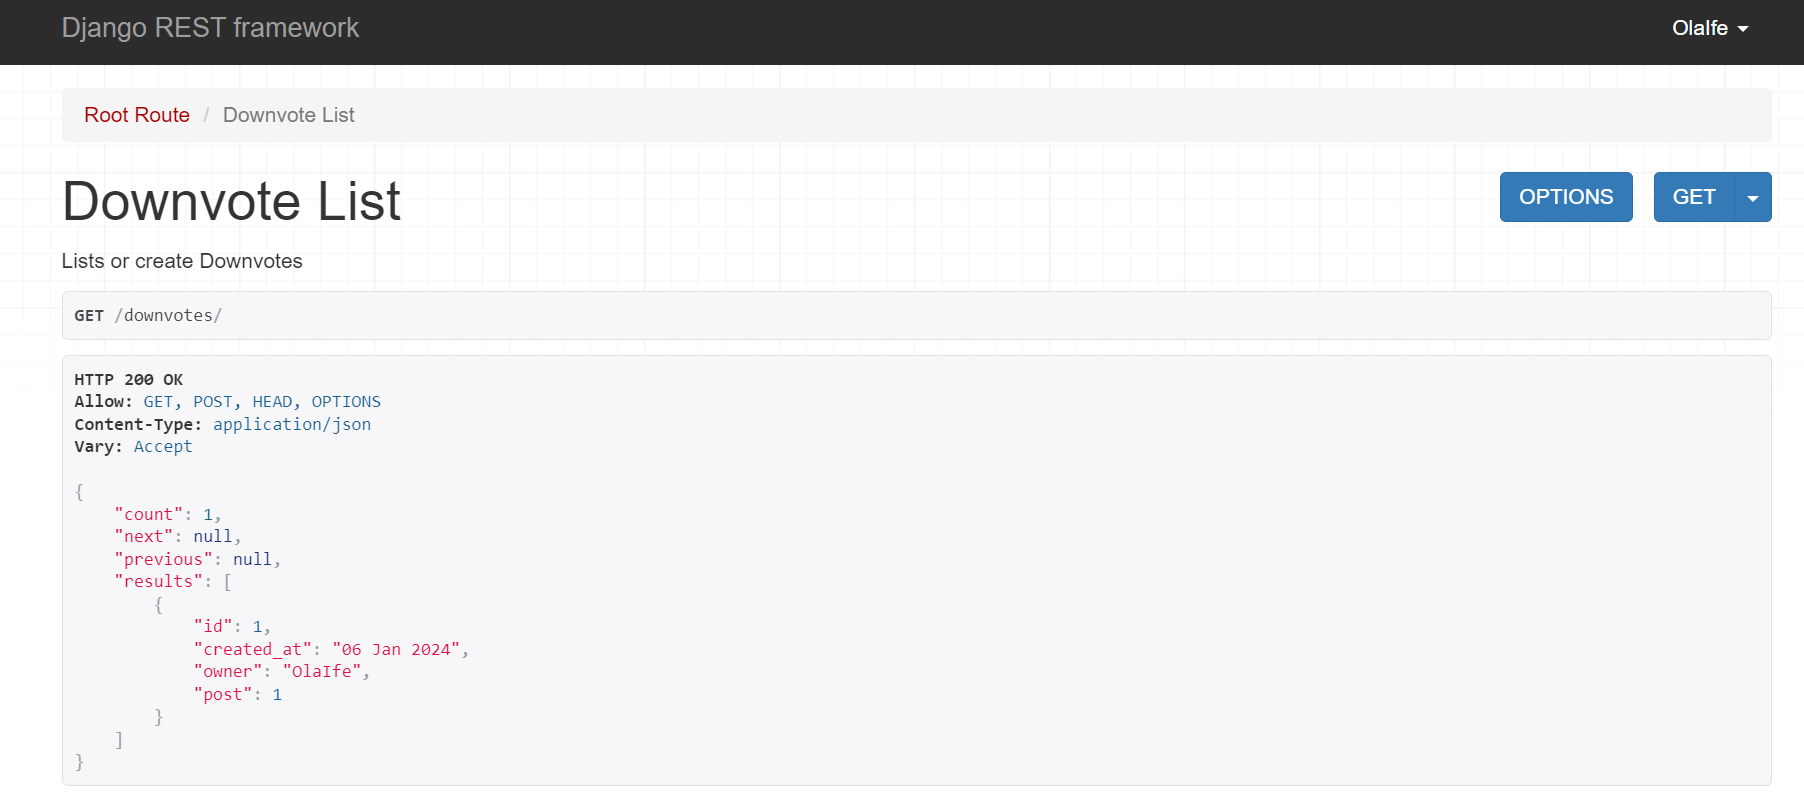 Django REST framework
OlaIfe
Root Route / Downvote List
Downvote List
OPTIONS
GET
Lists or create Downvotes
GET /downvotes/
HTTP 200 OK
Allow: GET, POST, HEAD, OPTIONS
Content-Type: application/json
Vary: Accept
{
    "count": 1,
    "next": null,
    "previous": null,
    "results": [
        {
            "id": 1,
            "created_at": "06 Jan 2024",
            "owner": "OlaIfe",
            "post": 1
        }
    ]
}